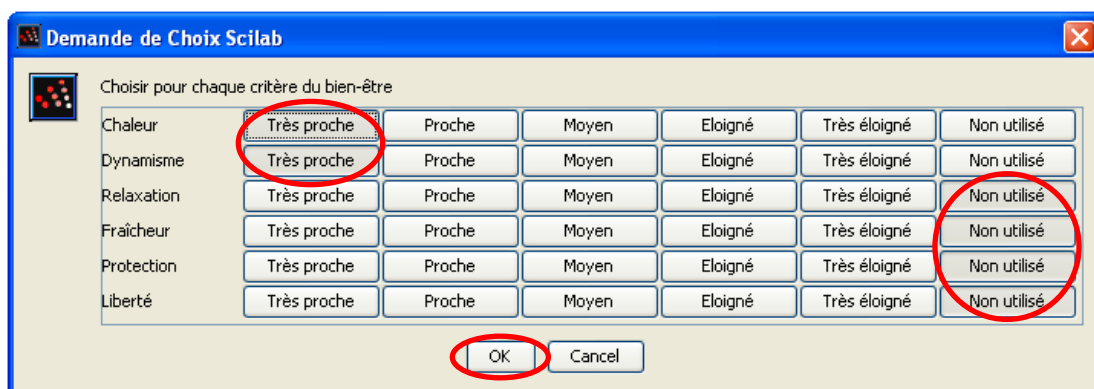 Demande de Choix Scilab
Choisir pour chaque critère du bien-être
Chaleur Très proche Proche Moyen Eloigné Très éloigné Non utilisé
Dynamisme Très proche Proche Moyen Eloigné Très éloigné Non utilisé
Relaxation Très proche Proche Moyen Eloigné Très éloigné Non utilisé
Fraîcheur Très proche Proche Moyen Eloigné Très éloigné Non utilisé
Protection Très proche Proche Moyen Eloigné Très éloigné Non utilisé
Liberté Très proche Proche Moyen Eloigné Très éloigné Non utilisé
OK Cancel